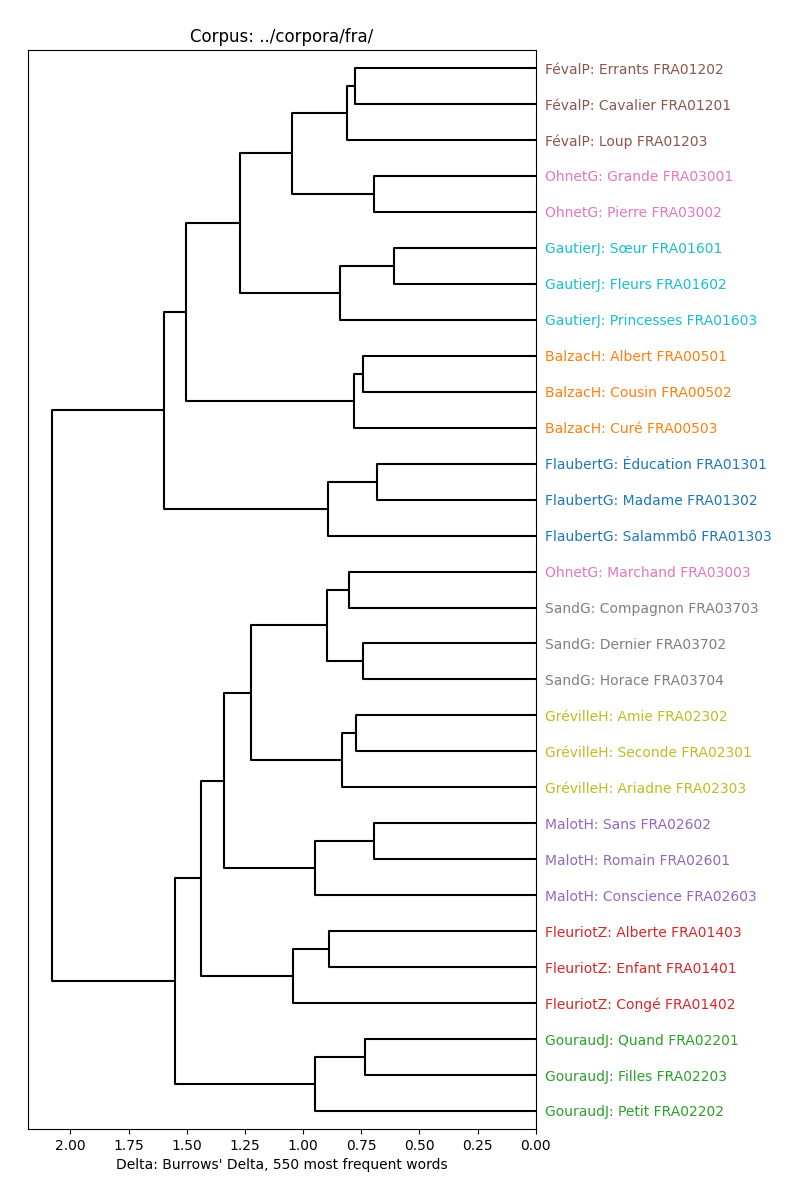 Corpus: ../corpora/fra/
FévalP: Errants FRA01202
FévalP: Cavalier FRA01201
FévalP: Loup FRA01203
OhnetG: Grande FRA03001
OhnetG: Pierre FRA03002
GautierJ: Sœur FRA01601
GautierJ: Fleurs FRA01602
GautierJ: Princesses FRA01603
BalzacH: Albert FRA00501
BalzacH: Cousin FRA00502
BalzacH: Curé FRA00503
FlaubertG: Éducation FRA01301
FlaubertG: Madame FRA01302
FlaubertG: Salammbô FRA01303
OhnetG: Marchand FRA03003
SandG: Compagnon FRA03703
SandG: Dernier FRA03702
SandG: Horace FRA03704
GrévilleH: Amie FRA02302
GrévilleH: Seconde FRA02301
GrévilleH: Ariadne FRA02303
MalotH: Sans FRA02602
MalotH: Romain FRA02601
MalotH: Conscience FRA02603
FleuriotZ: Alberte FRA01403
FleuriotZ: Enfant FRA01401
FleuriotZ: Congé FRA01402
GouraudJ: Quand FRA02201
GouraudJ: Filles FRA02203
GouraudJ: Petit FRA02202
2.00 1.75 1.50 1.25 1.00 0.75 0.50 0.25 0.00
Delta: Burrows' Delta, 550 most frequent words